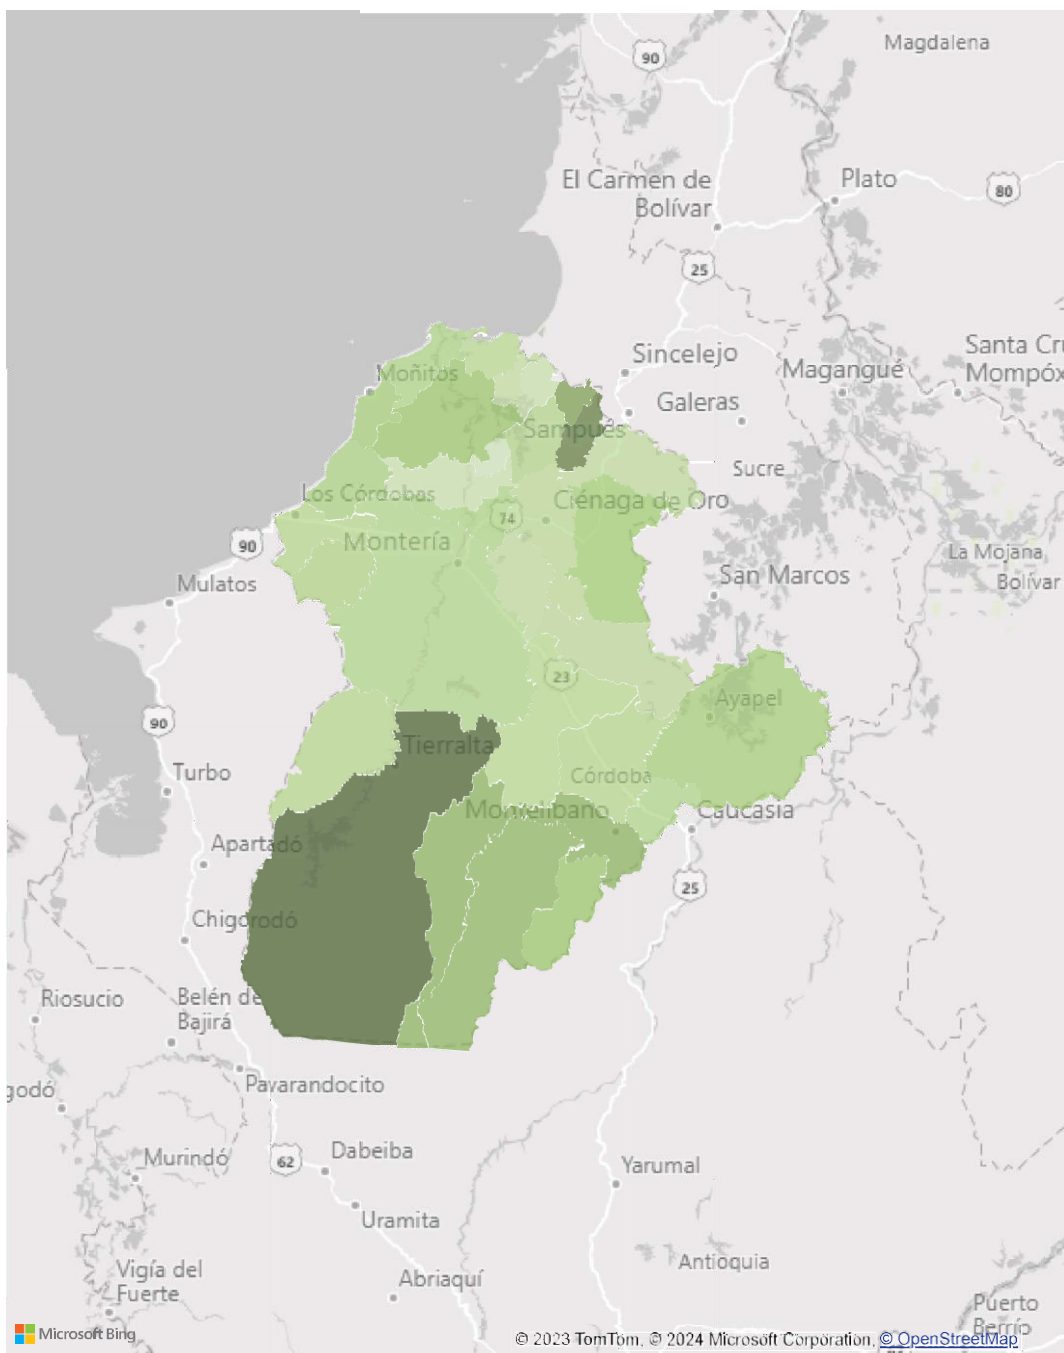 Magdalena
90
El Carmen de
Bolívar
Plato
80
25
Sincelejo
Santa Cru
Mompóx
Magangué
Moñitos
Galeras
Sampués
Sucre
Los Córdobas
Ciénaga de Oro
74
90
Montería
La Mojana
Mulatos
San Marcos
Bolívar
23
Ayapel
90
Tierralta
Turbo
Córdoba
Montelíbano
Caucasia
Apartadó
25
Chigorodó
Riosucio
Belén de
Bajirá
Pavarandocito
godó
Murindó
62
Dabeiba
Yarumal
Uramita
Antioquia
Vigía del
Fuerte
Abriaquí
Puerto
Berrío
Microsoft Bing
© 2023 TomTom, © 2024 Microsoft Corporation, © OpenStreetMap